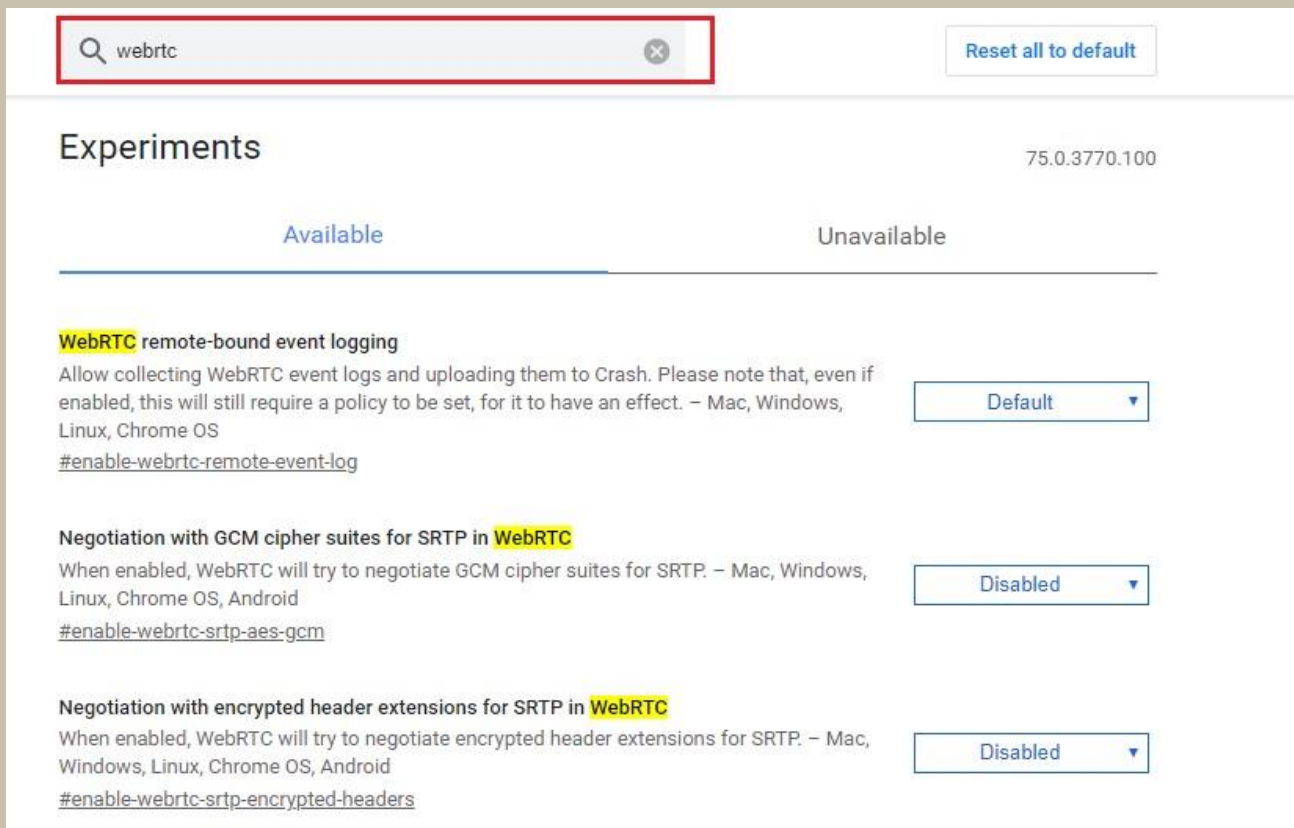 webrtc
Reset all to default
Experiments
75.0.3770.100
Available
Unavailable
WebRTC remote-bound event logging
Allow collecting WebRTC event logs and uploading them to Crash. Please note that, even if
enabled, this will still require a policy to be set, for it to have an effect. – Mac, Windows,
Linux, Chrome OS
#enable-webrtc-remote-event-log
Default
Negotiation with GCM cipher suites for SRTP in WebRTC
When enabled, WebRTC will try to negotiate GCM cipher suites for SRTP. – Mac, Windows,
Linux, Chrome OS, Android
#enable-webrtc-srtp-aes-gcm
Disabled
Negotiation with encrypted header extensions for SRTP in WebRTC
When enabled, WebRTC will try to negotiate encrypted header extensions for SRTP. – Mac,
Windows, Linux, Chrome OS, Android
#enable-webrtc-srtp-encrypted-headers
Disabled